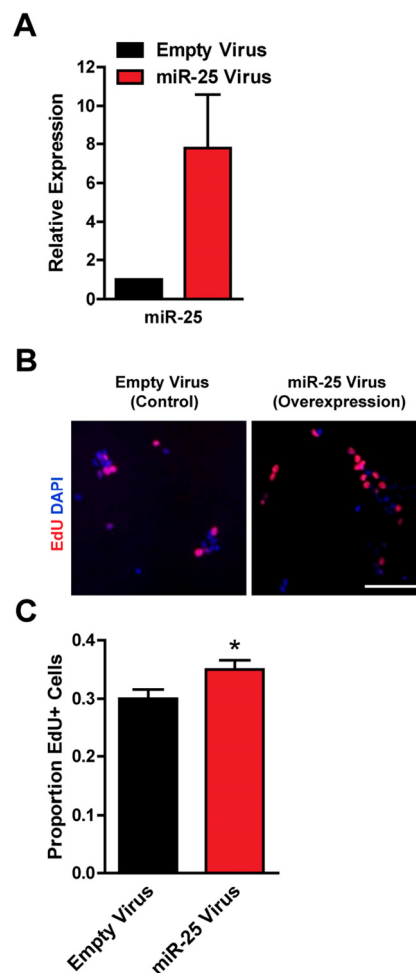 A
Empty Virus
miR-25 Virus
Relative Expression
12
10
8
6
4
2
0
miR-25
B
Empty Virus
(Control)
miR-25 Virus
(Overexpression)
EdU DAPI
C
Proportion EdU+ Cells
0.4
0.3
0.2
0.1
0.0
*
Empty Virus
miR-25 Virus